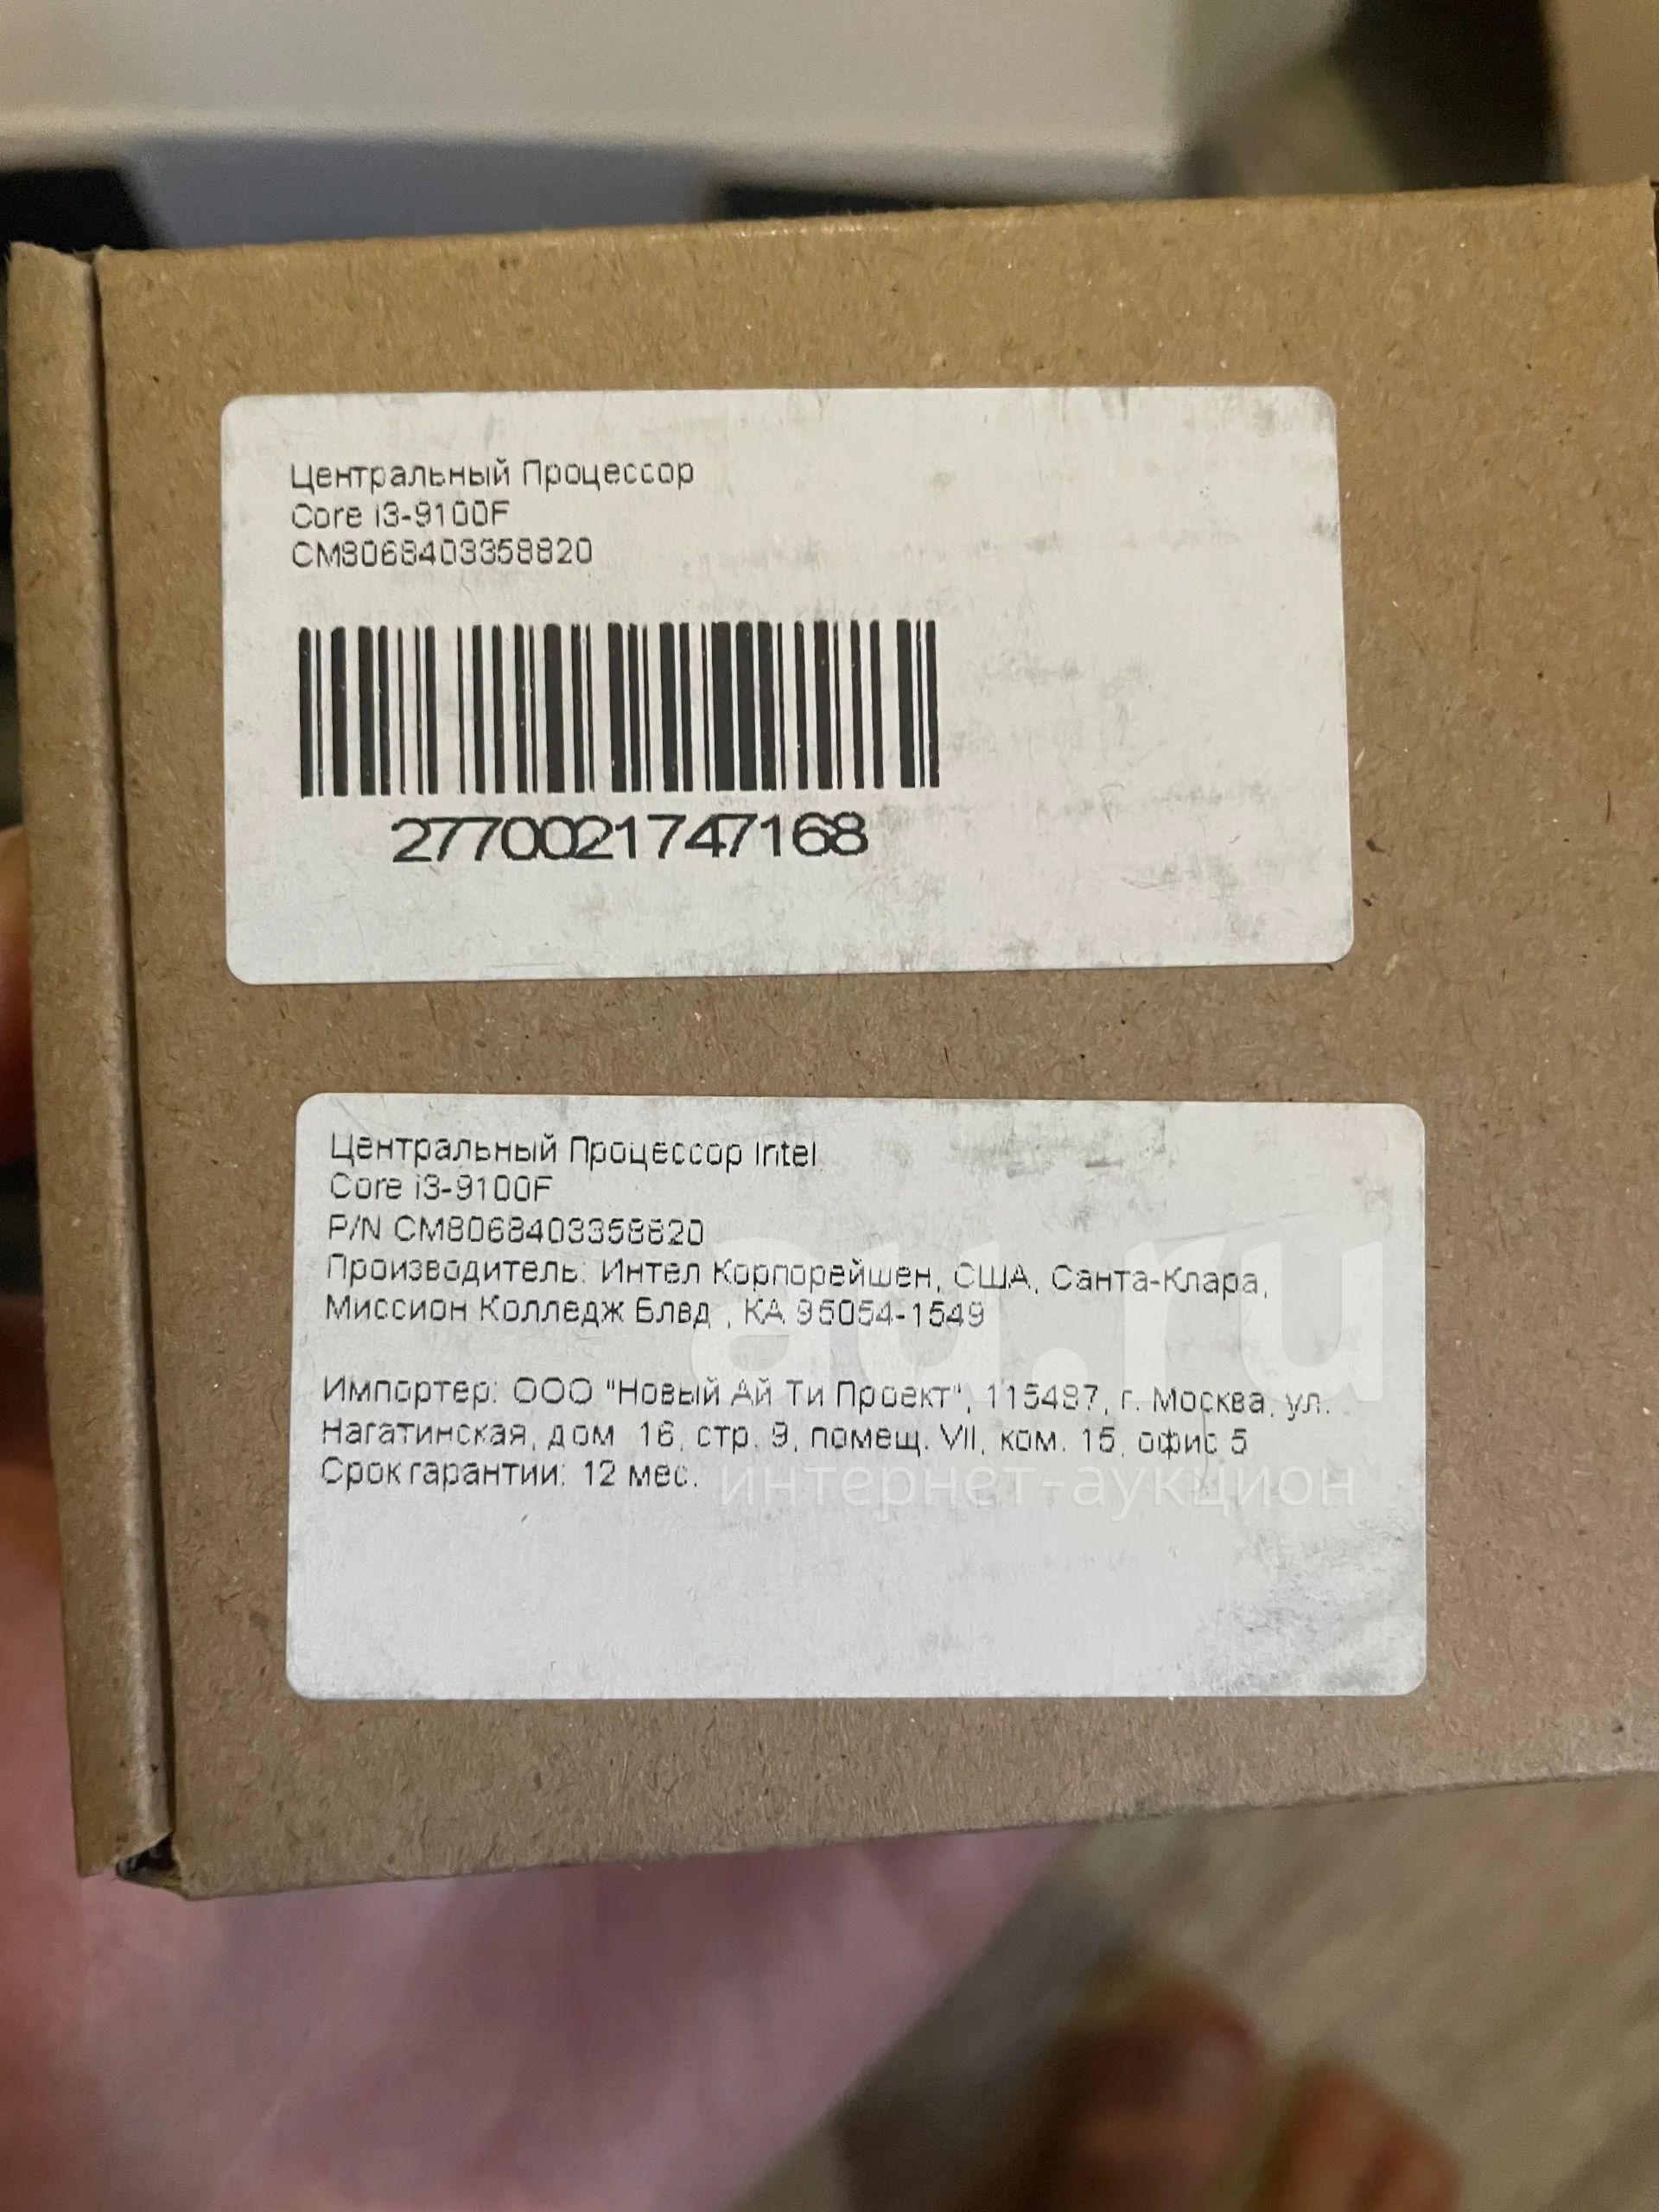 Центральный Процессор
Core i3-9100F
CM8068403358820
2770021747168
Центральный Процессор Intel
Core i3-9100F
P/N CM8068403358820
Производитель: Интел Корпорейшен, США, Санта-Клара,
Миссион Колледж Блвд , КА 95054-1549
Импортер: ООО "Новый Ай Ти Проект", 115487, г. Москва, ул.
Нагатинская, дом 16, стр. 9, помещ. VII, ком. 15, офис 5
Срок гарантии: 12 мес.
au.ru
интернет-аукцион